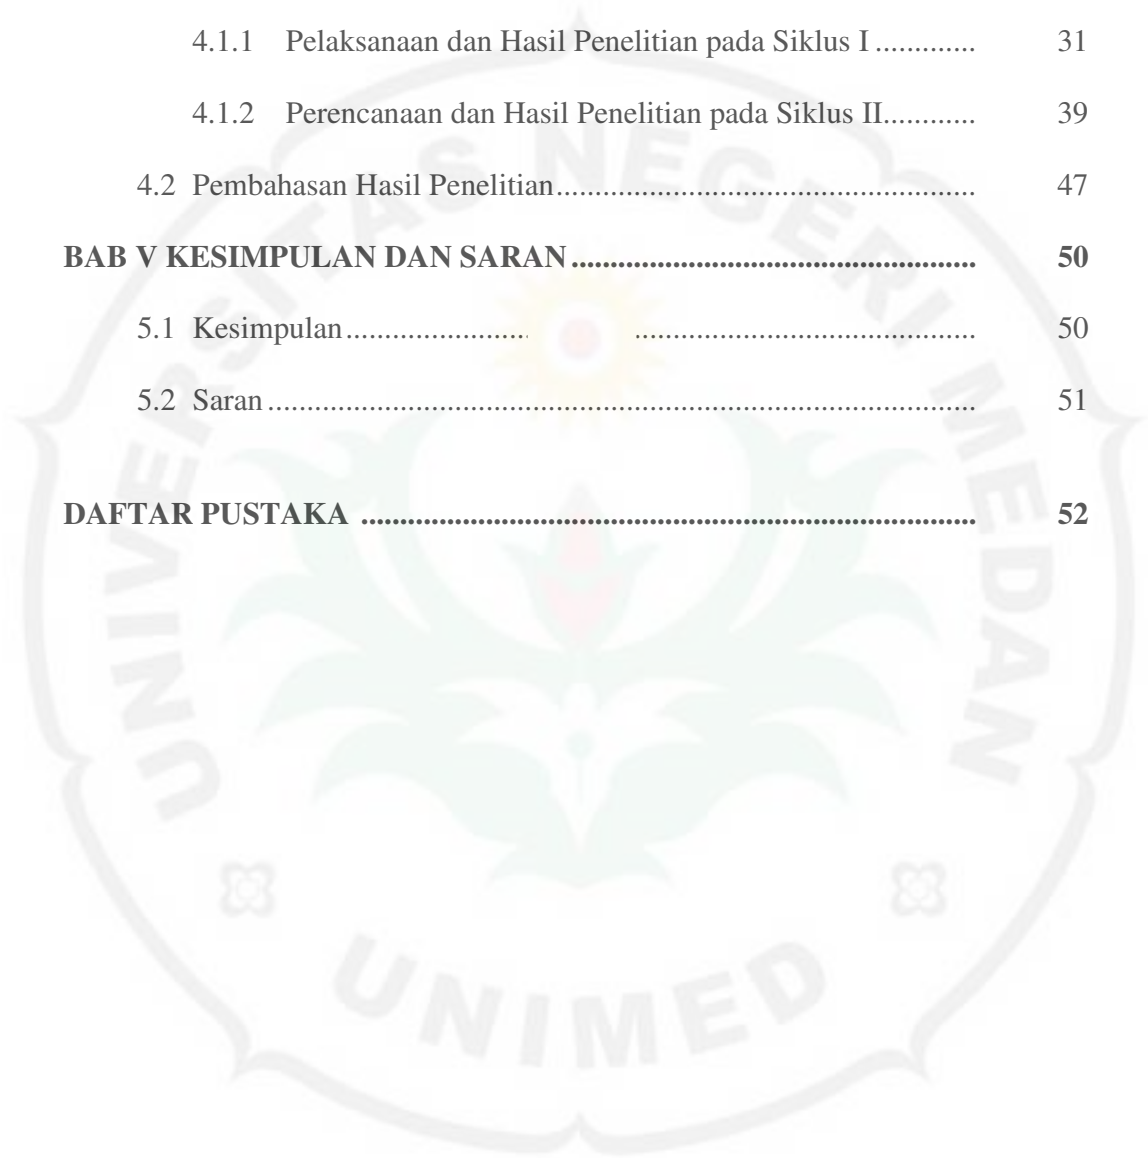 4.1.1 Pelaksanaan dan Hasil Penelitian pada Siklus I ............. 31
4.1.2 Perencanaan dan Hasil Penelitian pada Siklus II............ 39
4.2 Pembahasan Hasil Penelitian....................................................... 47
BAB V KESIMPULAN DAN SARAN .................................................... 50
5.1 Kesimpulan........................ ............................................ 50
5.2 Saran ............................................................................................ 51
DAFTAR PUSTAKA ............................................................................... 52
UNIVERSITAS NEGERI MEDAN
UNIMED